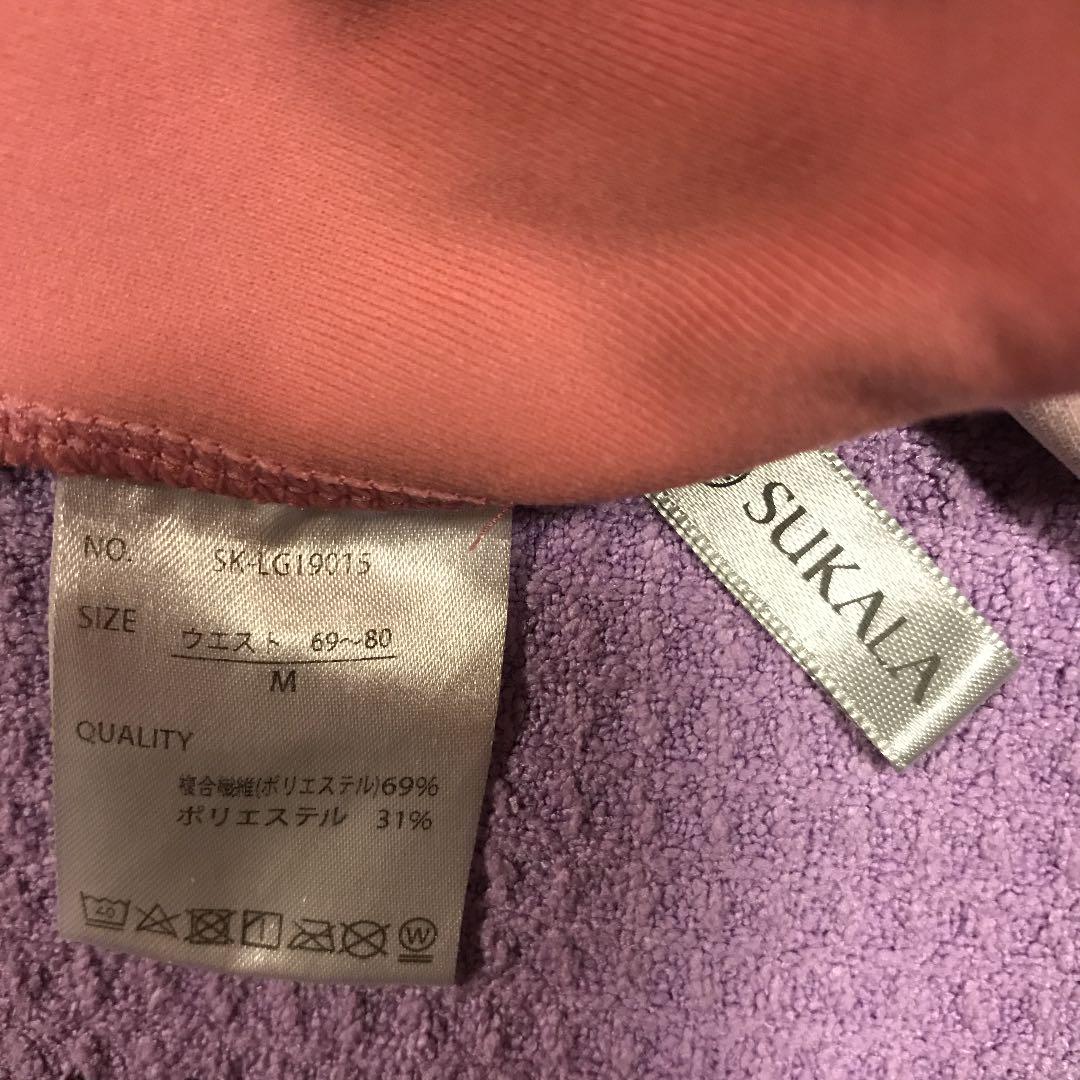 NO. SK-LG19015
SIZE
ウエスト 69~80
M
QUALITY
複合繊維(ポリエステル)69%
ポリエステル 31%
40
W
SUKALA